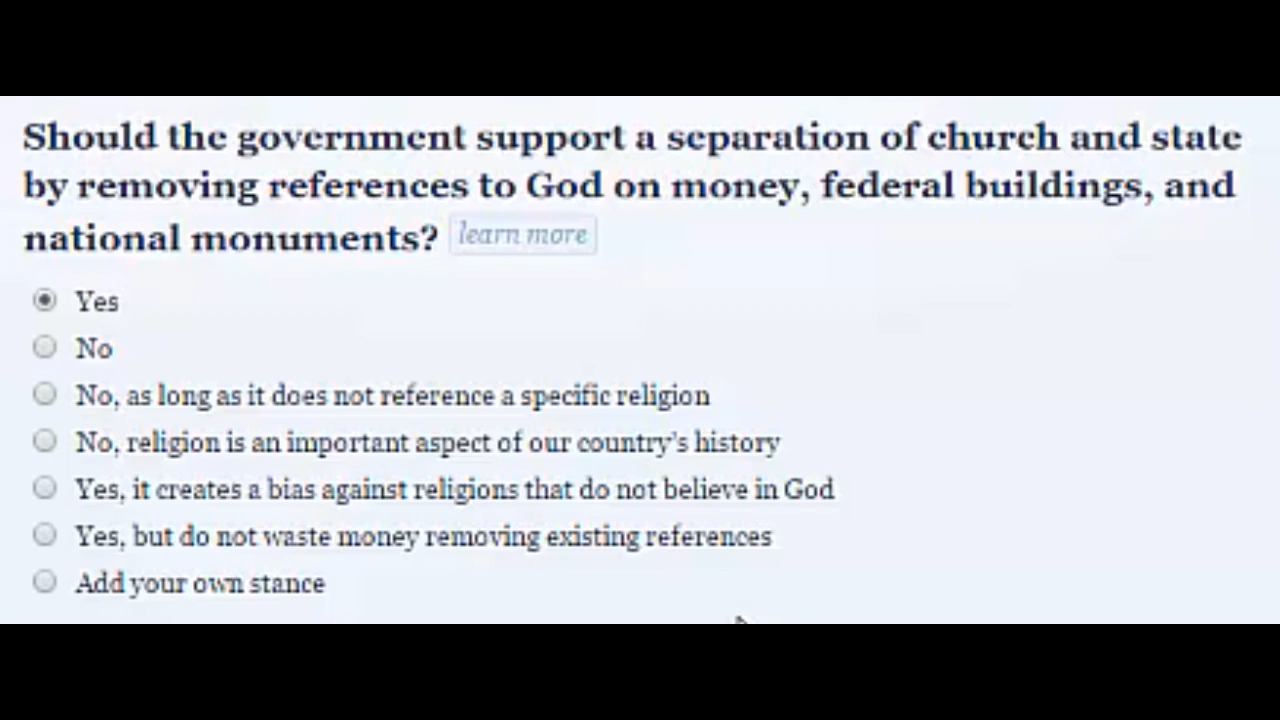 Should the government support a separation of church and state
by removing references to God on money, federal buildings, and
national monuments? learn more
Yes
No
No, as long as it does not reference a specific religion
No, religion is an important aspect of our country's history
Yes, it creates a bias against religions that do not believe in God
Yes, but do not waste money removing existing references
Add your own stance